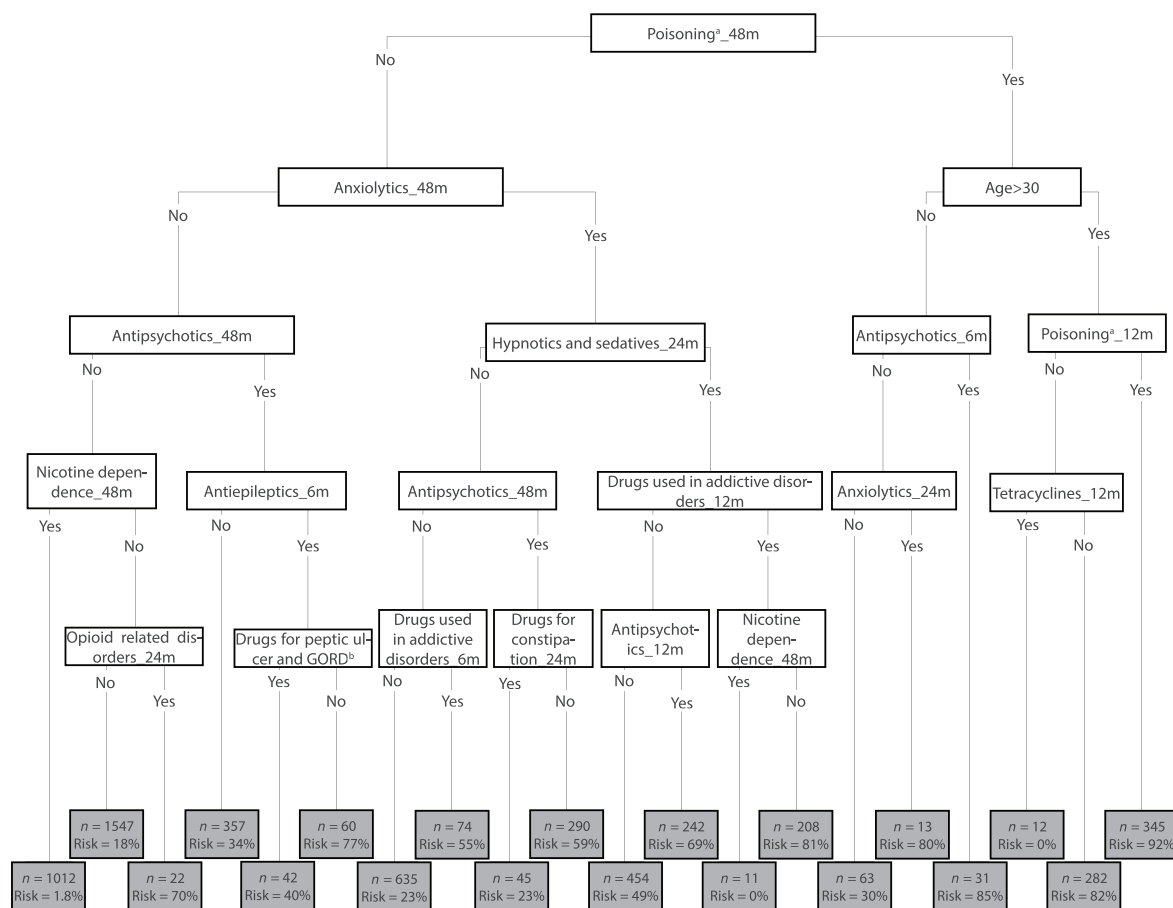 Poisoningᵃ_48m
No
Yes
Anxiolytics_48m
Age>30
No
Yes
No
Yes
Antipsychotics_48m
Hypnotics and sedatives_24m
Antipsychotics_6m
Poisoningᵃ_12m
No
Yes
No
Yes
No
Yes
No
Yes
Nicotine depen-
dence_48m
Antiepileptics_6m
Antipsychotics_48m
Drugs used in addictive disor-
ders_12m
Anxiolytics_24m
Tetracyclines_12m
Yes
No
No
Yes
No
Yes
No
Yes
No
Yes
Yes
No
Opioid related dis-
orders_24m
Drugs for peptic ul-
cer and GORDᵇ
Drugs used
in addictive
disorders_6m
Drugs for
constipa-
tion_24m
Antipsychot-
ics_12m
Nicotine
depen-
dence_48m
No
Yes
Yes
No
No
Yes
Yes
No
No
Yes
Yes
No
n = 1547
Risk = 18%
n = 357
Risk = 34%
n = 60
Risk = 77%
n = 74
Risk = 55%
n = 290
Risk = 59%
n = 242
Risk = 69%
n = 208
Risk = 81%
n = 13
Risk = 80%
n = 12
Risk = 0%
n = 345
Risk = 92%
n = 1012
Risk = 1.8%
n = 22
Risk = 70%
n = 42
Risk = 40%
n = 635
Risk = 23%
n = 45
Risk = 23%
n = 454
Risk = 49%
n = 11
Risk = 0%
n = 63
Risk = 30%
n = 31
Risk = 85%
n = 282
Risk = 82%